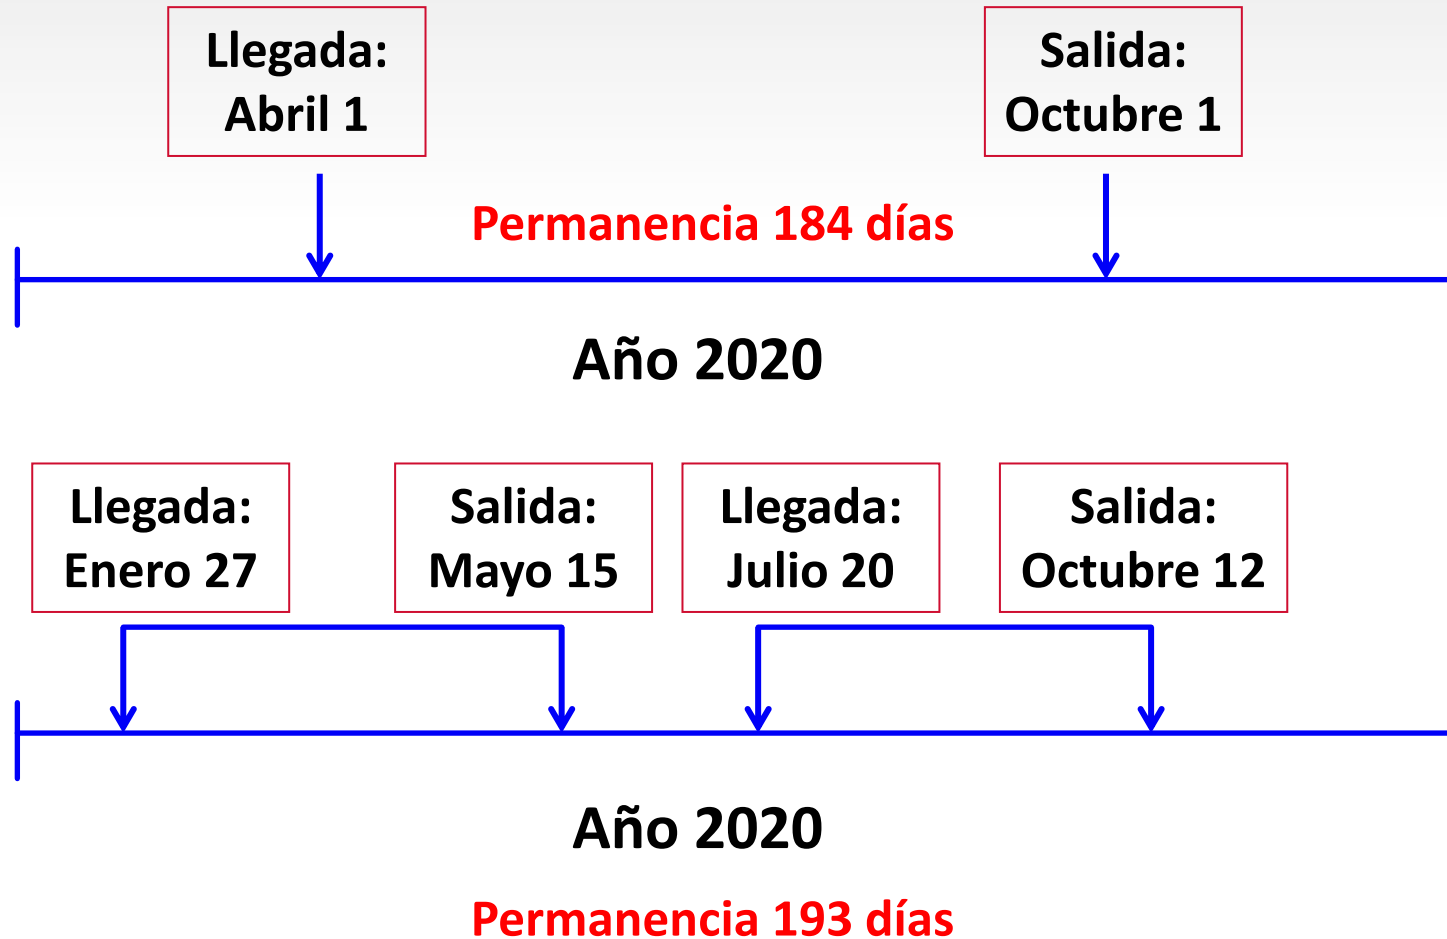 Llegada:
Abril 1
Salida:
Octubre 1
Permanencia 184 días
Año 2020
Llegada:
Enero 27
Salida:
Mayo 15
Llegada:
Julio 20
Salida:
Octubre 12
Año 2020
Permanencia 193 días